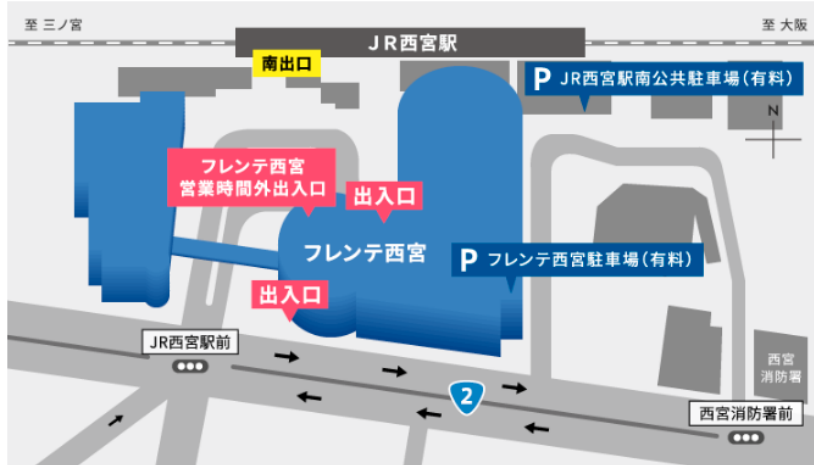 至 三ノ宮
至 大阪
JR西宮駅
南出口
P JR西宮駅南公共駐車場(有料)
N
フレンテ西宮
営業時間外出入口
出入口
フレンテ西宮
P フレンテ西宮駐車場(有料)
出入口
JR西宮駅前
西宮
消防署
2
西宮消防署前